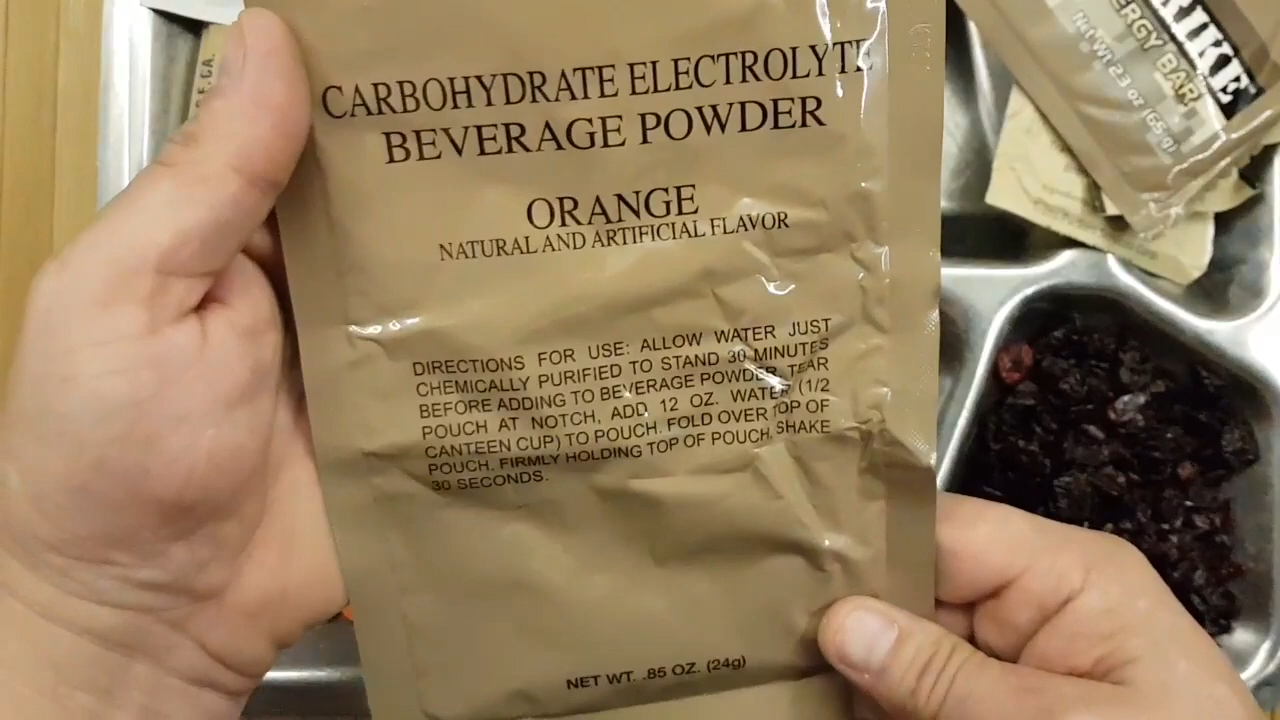 CARBOHYDRATE ELECTROLYTE
BEVERAGE POWDER
ORANGE
NATURAL AND ARTIFICIAL FLAVOR
DIRECTIONS FOR USE: ALLOW WATER JUST
CHEMICALLY PURIFIED TO STAND 30 MINUTES
BEFORE ADDING TO BEVERAGE POWDER. TEAR
POUCH AT NOTCH, ADD 12 OZ. WATER (1/2
CANTEEN CUP) TO POUCH. FOLD OVER TOP OF
POUCH. FIRMLY HOLDING TOP OF POUCH, SHAKE
30 SECONDS.
NET WT. .85 OZ. (24g)
RIKE
ERGY BAR
Net Wt. 2.3 oz (65 g)